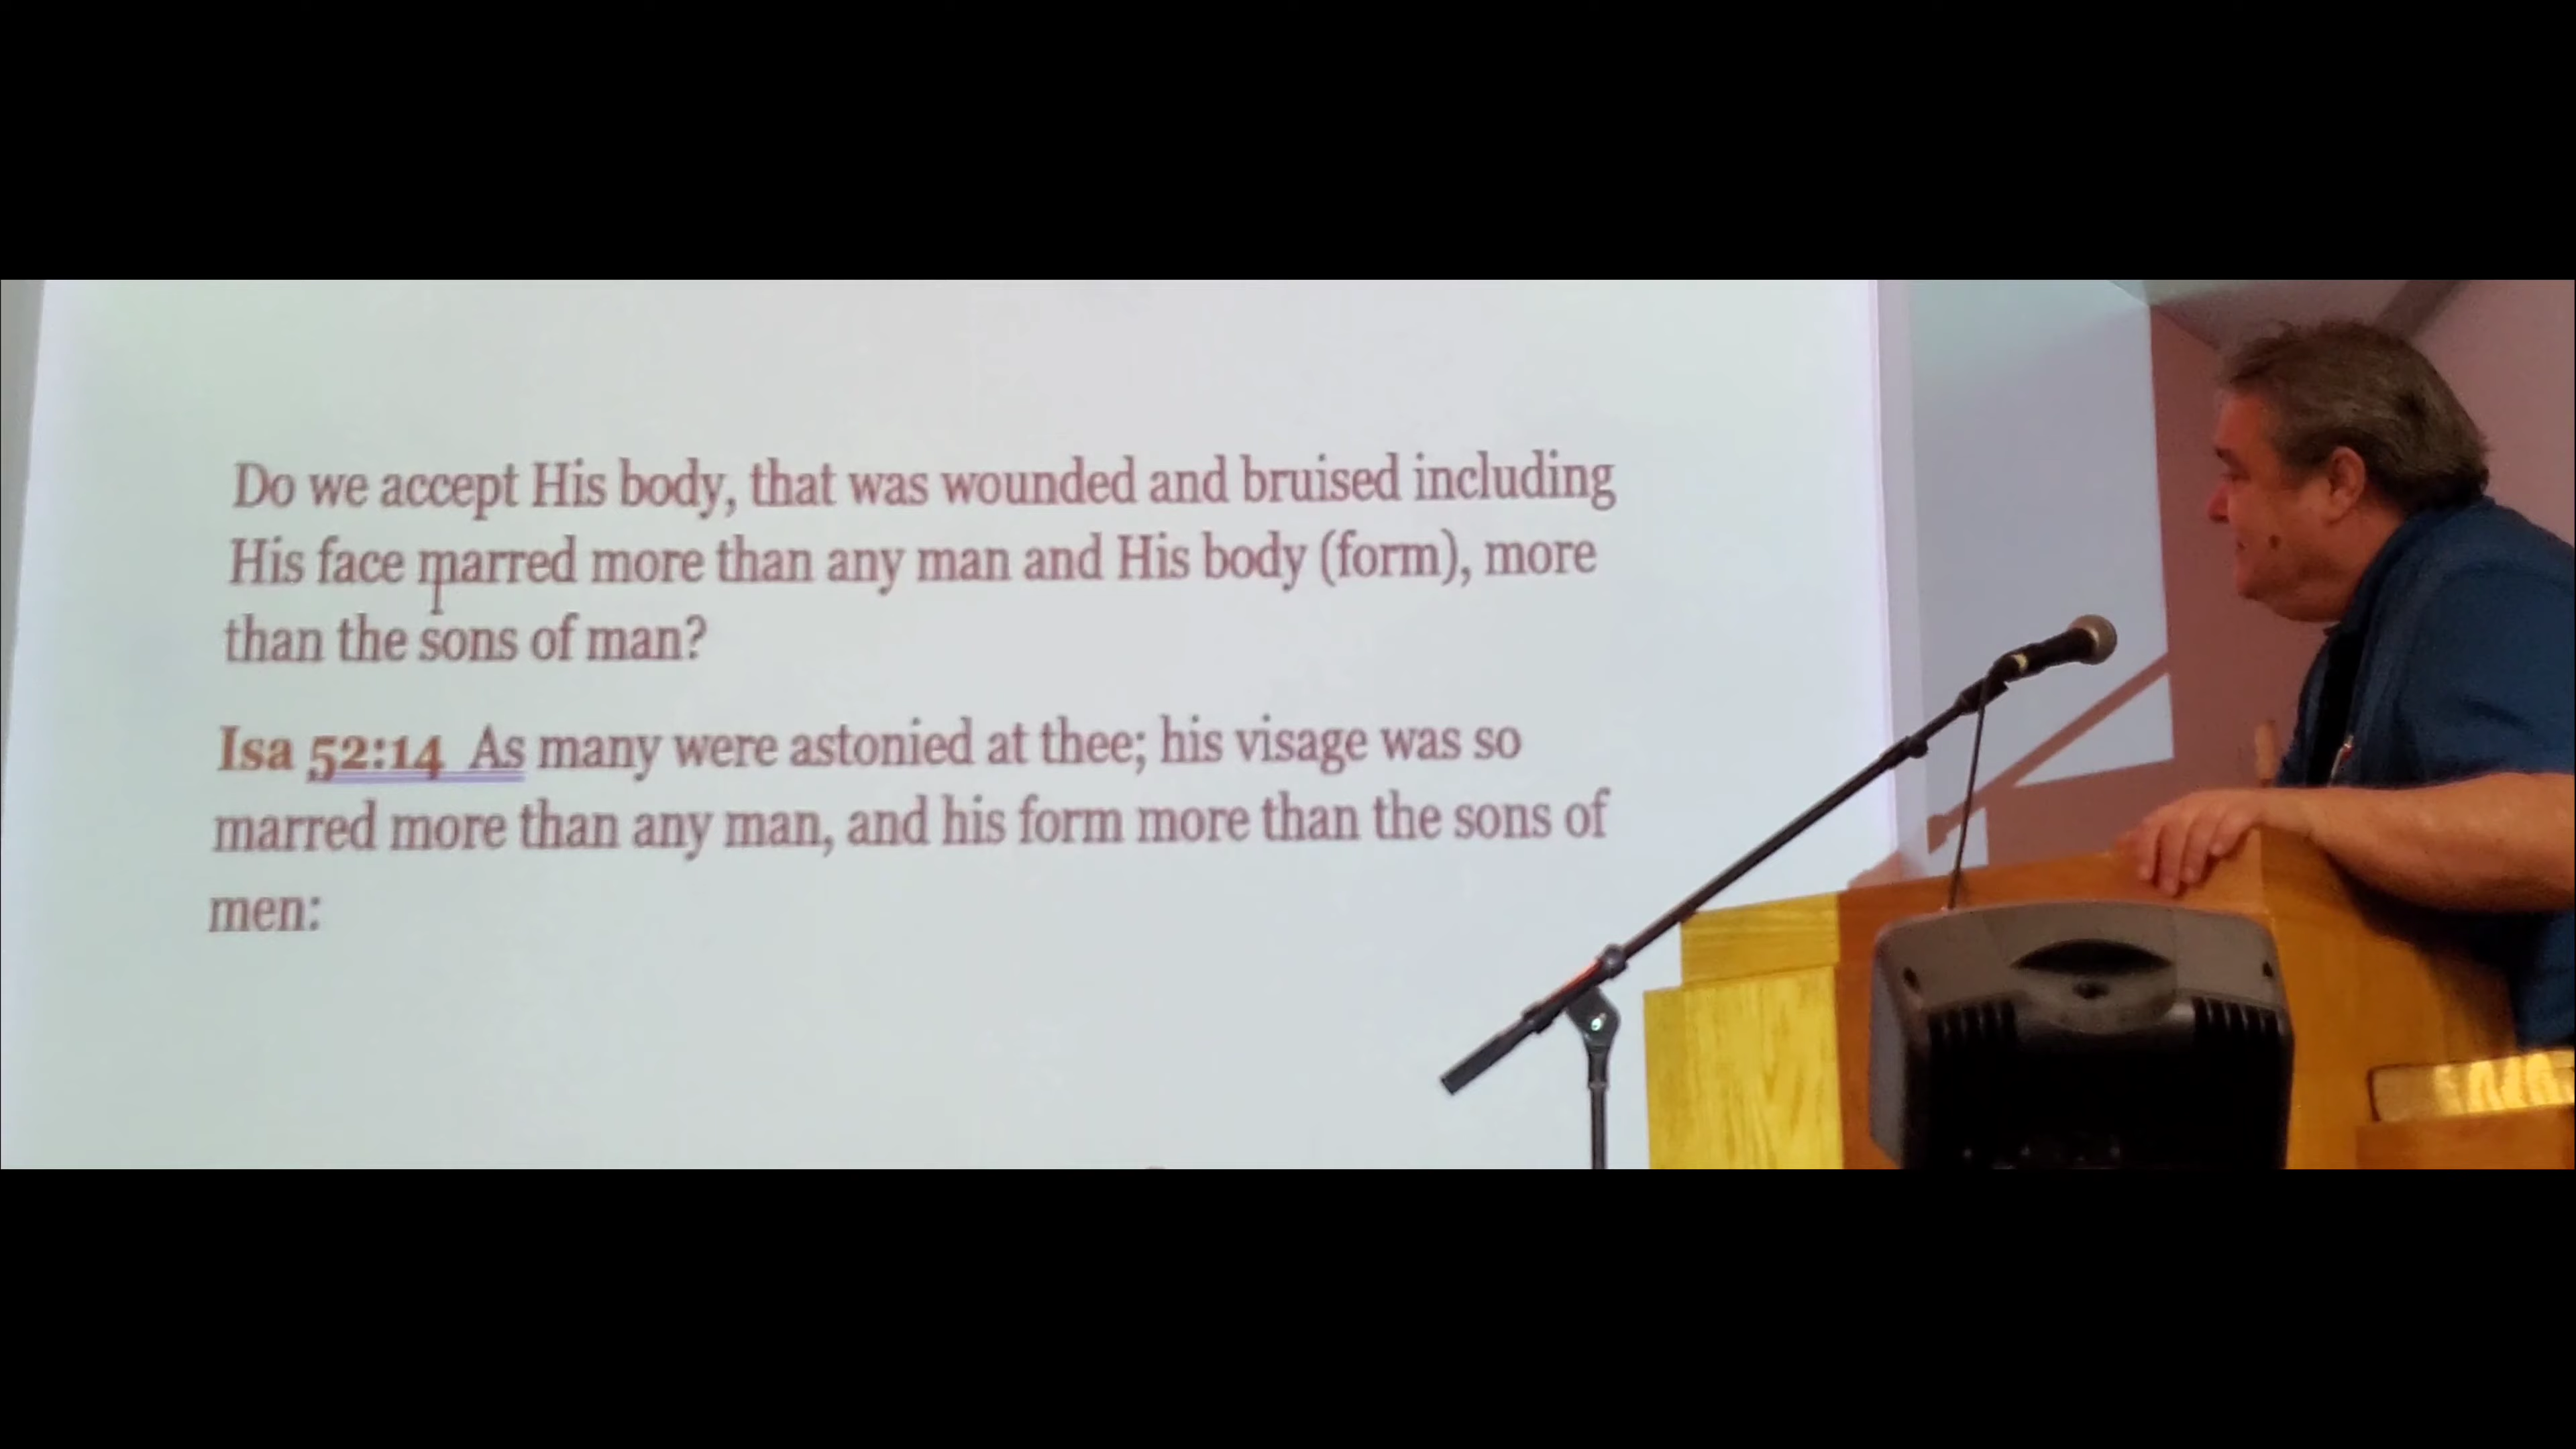 Do we accept His body, that was wounded and bruised including
His face marred more than any man and His body (form), more
than the sons of man?
Isa 52:14 As many were astonied at thee; his visage was so
marred more than any man, and his form more than the sons of
men: